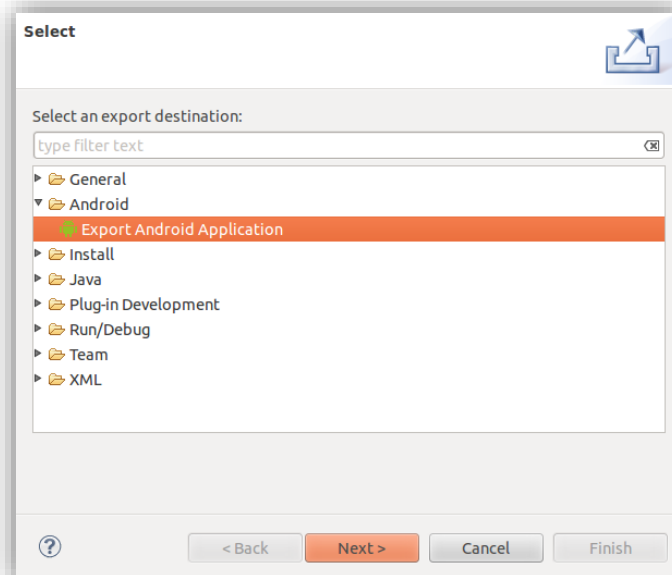 Select
Select an export destination:
type filter text
General
Android
Export Android Application
Install
Java
Plug-in Development
Run/Debug
Team
XML
< Back Next > Cancel Finish